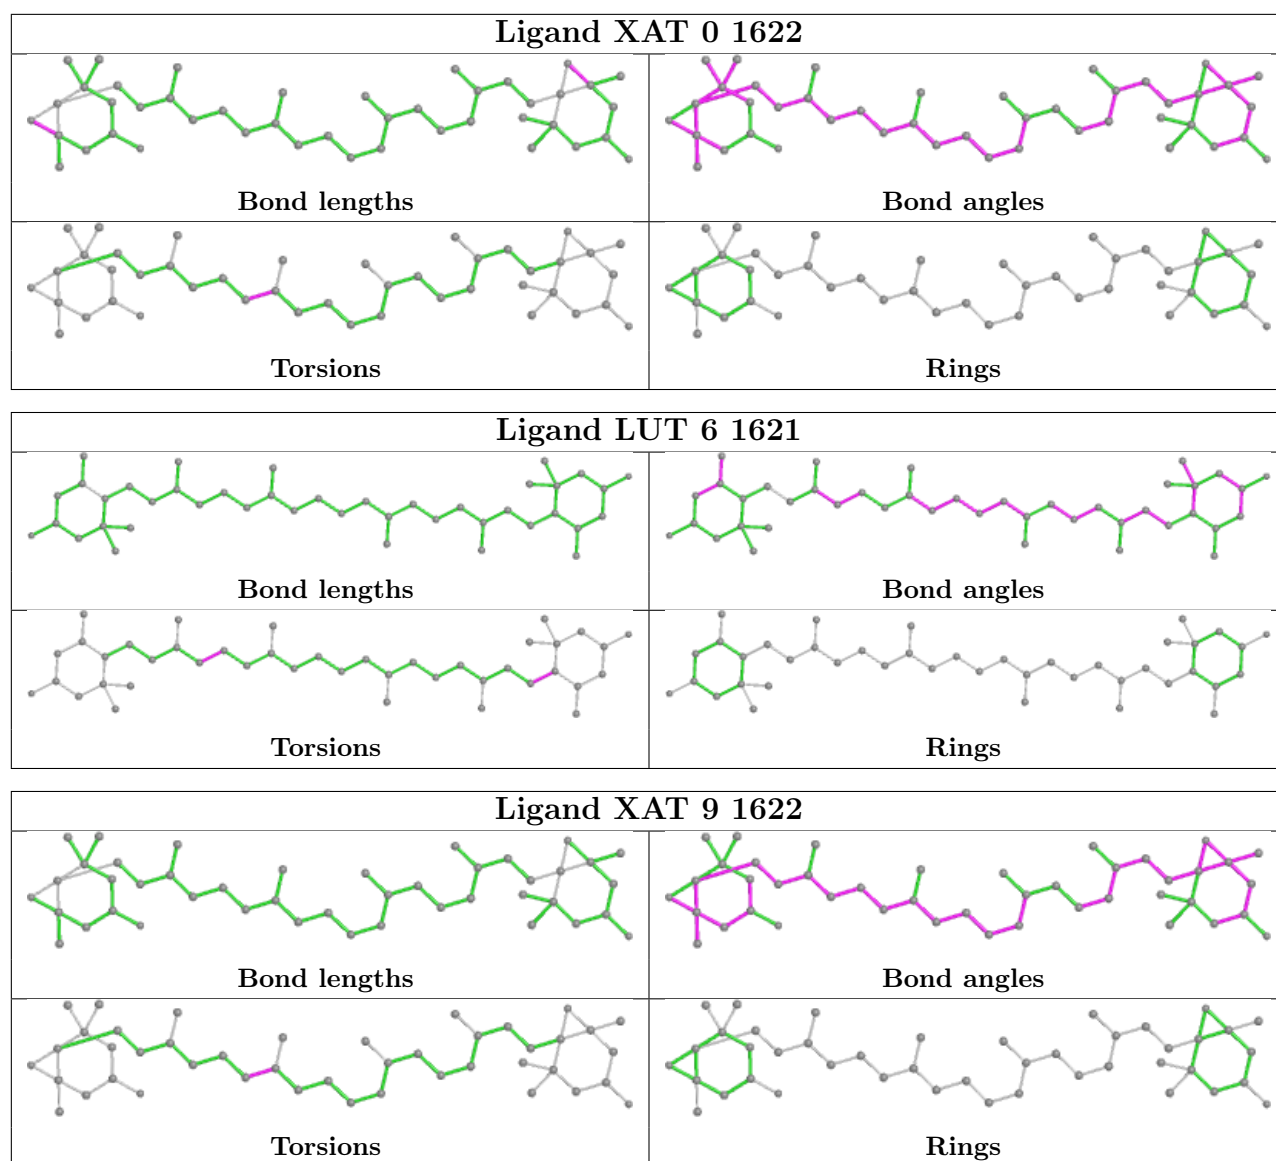 Ligand XAT 0 1622
Bond lengths
Bond angles
Torsions
Rings
Ligand LUT 6 1621
Bond lengths
Bond angles
Torsions
Rings
Ligand XAT 9 1622
Bond lengths
Bond angles
Torsions
Rings